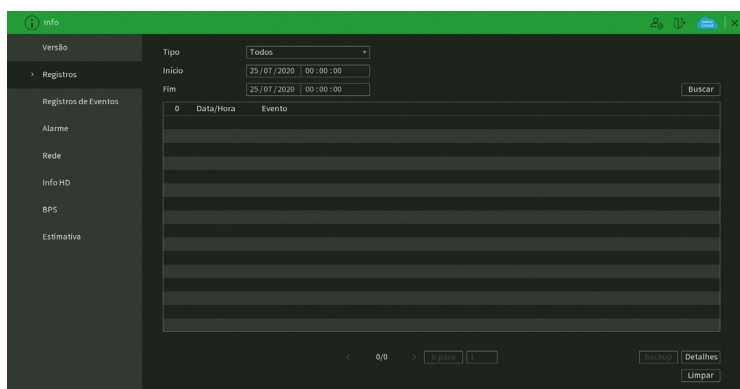 Info
Versão
Registros
Registros de Eventos
Alarme
Rede
Info HD
BPS
Estimativa
Tipo Todos
Início 25/07/2020 00:00:00
Fim 25/07/2020 00:00:00
Buscar
0 Data/Hora Evento
< 0/0 > Ir para 1
Backup Detalhes
Limpar